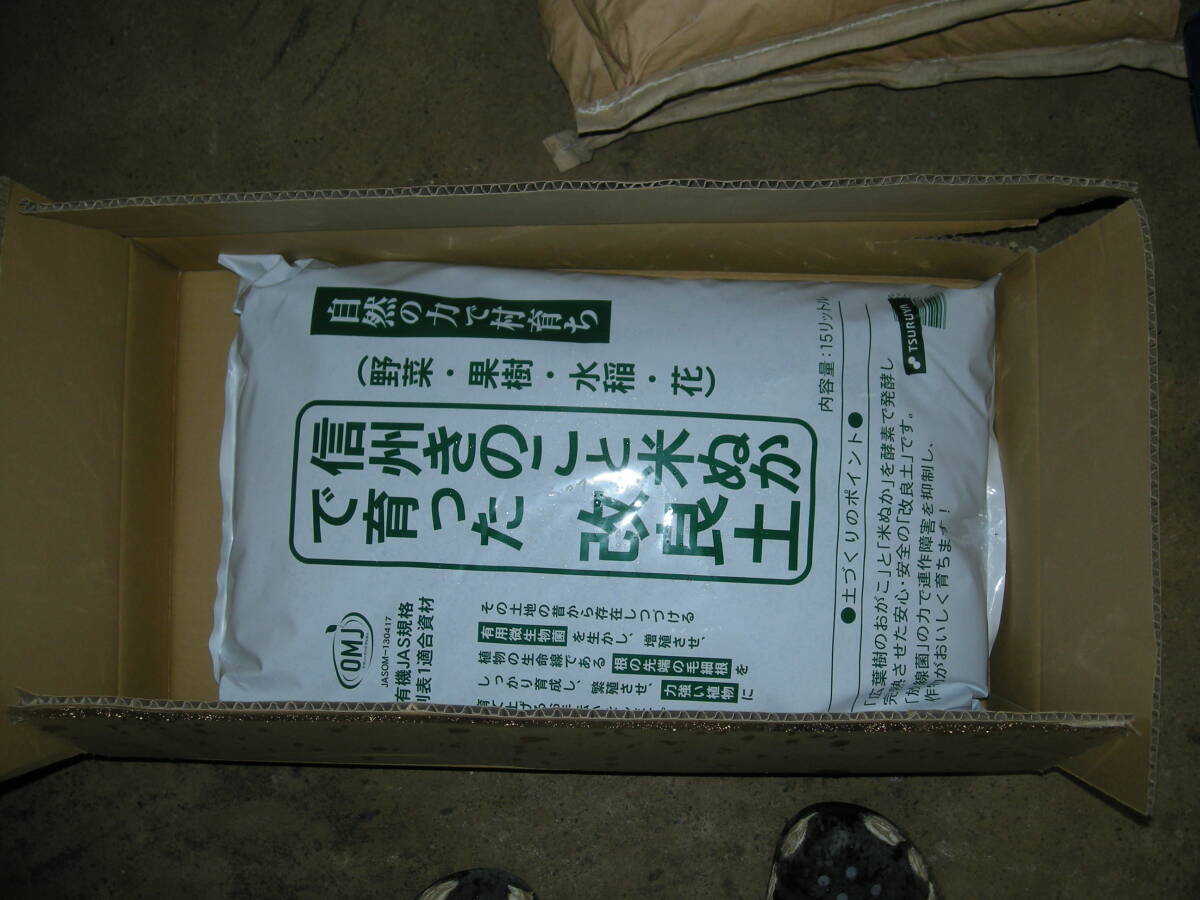 自然の力で村育ち
(野菜・果樹・水稲・花)
信州きのこと米ぬか
で育った 改良土
内容量:15リットル
TSURUYA
●土づくりのポイント●
「広葉樹のおがこ」と「米ぬか」を酵素で発酵し
完熟させた安心・安全の「改良土」です。
「放線菌」の力で連作障害を抑制し、
作物がおいしく育ちます!
OMJ
JASOM-130417
有機JAS規格
別表1適合資材
その土地の昔から存在しつづける
有用微生物菌を生かし、増殖させ、
植物の生命線である根の先端の毛細根を
しっかり育成し、繁殖させ、力強い植物に